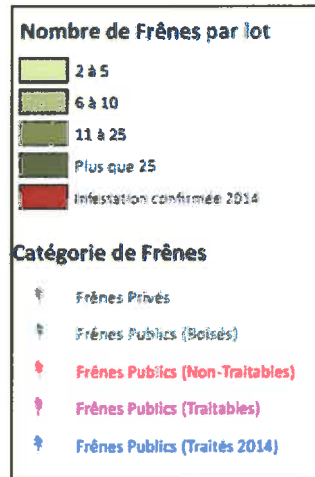 Nombre de Frênes par lot
2 à 5
6 à 10
11 à 25
Plus que 25
Infestation confirmée 2014
Catégorie de Frênes
Frênes Privés
Frênes Publics (Boisés)
Frênes Publics (Non-Traitables)
Frênes Publics (Traitables)
Frênes Publics (Traités 2014)